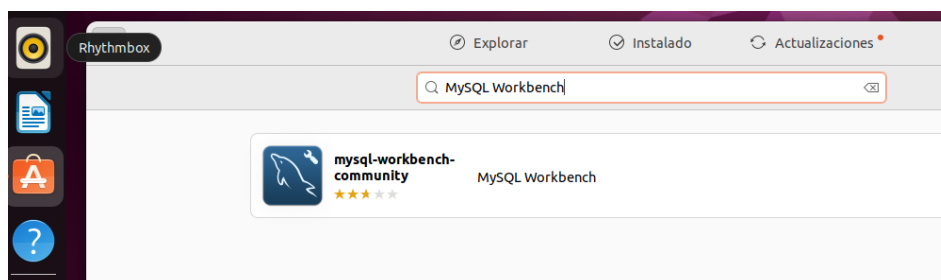 Rhythmbox
Explorar
Instalado
Actualizaciones
MySQL Workbench
mysql-workbench-
community
MySQL Workbench
?